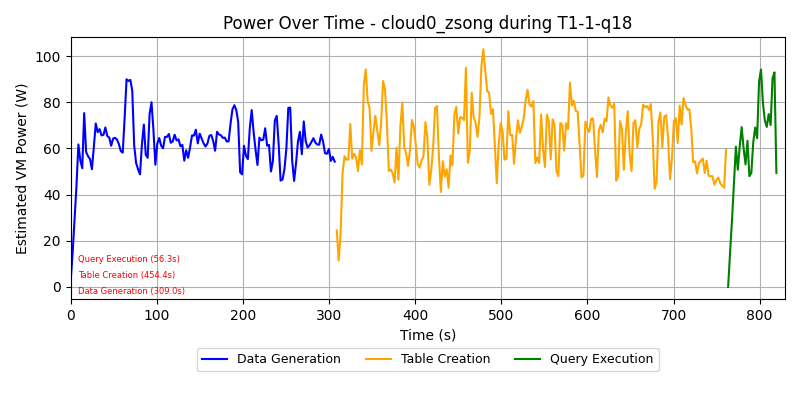 Power Over Time - cloud0_zsong during T1-1-q18
Estimated VM Power (W)
100
80
60
40
20
0
Query Execution (56.3s)
Table Creation (454.4s)
Data Generation (309.0s)
0 100 200 300 400 500 600 700 800
Time (s)
Data Generation Table Creation Query Execution